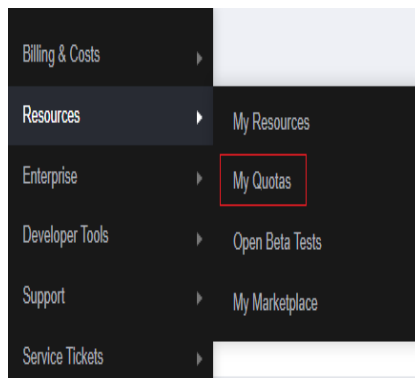 Billing & Costs
Resources
Enterprise
Developer Tools
Support
Service Tickets
My Resources
My Quotas
Open Beta Tests
My Marketplace